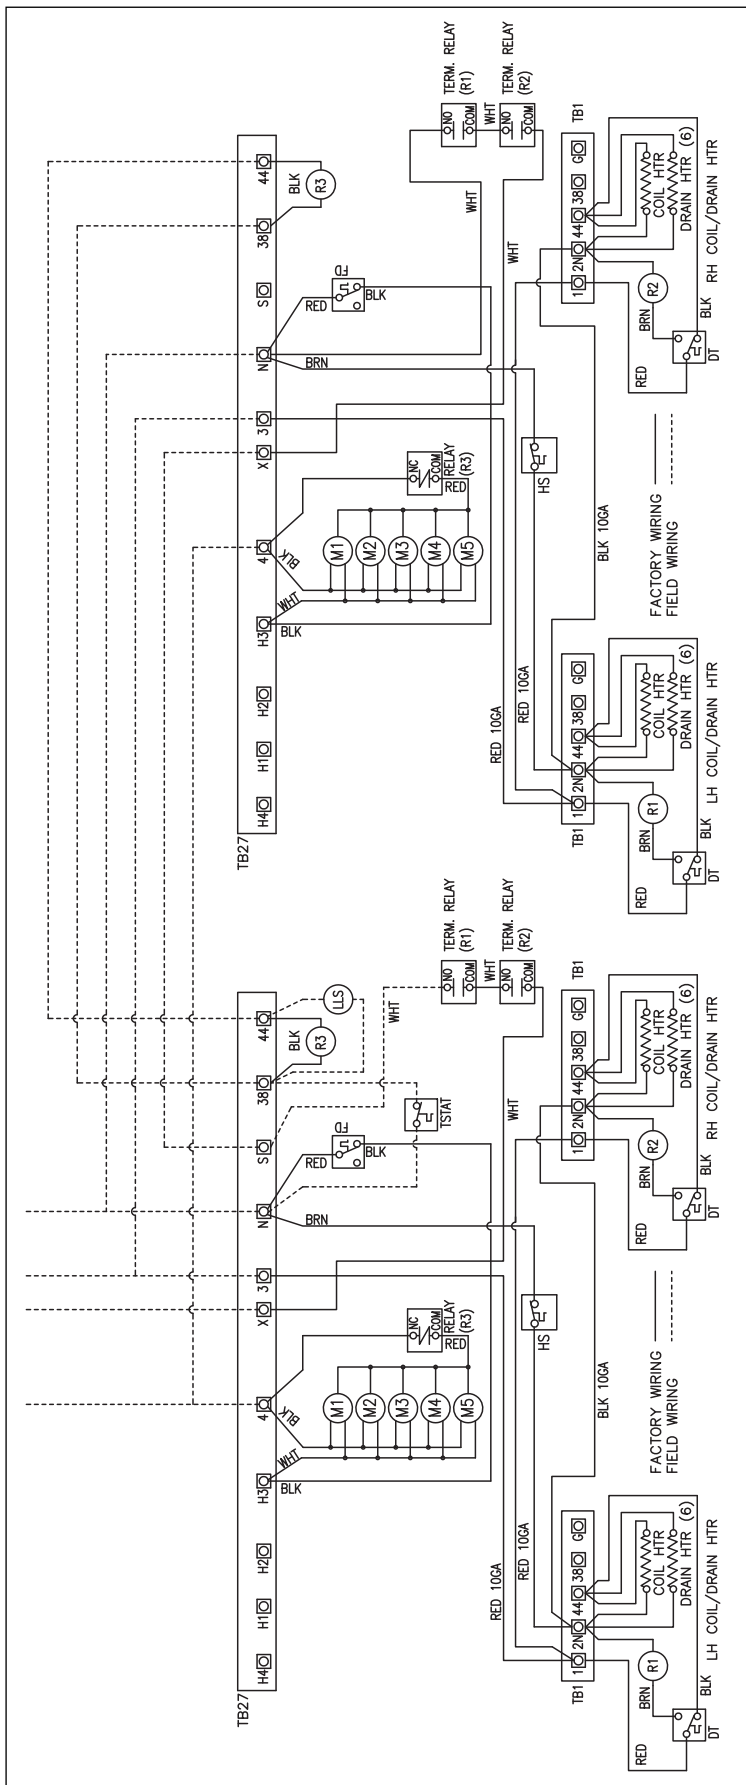 TERM. RELAY
(R1)
TERM. RELAY
(R2)
NO
COM
WHT
NO
COM
TB1
44
BLK
R3
38
S
FD
RED
BLK
N
BRN
WHT
WHT
3
X
NC
COM
RELAY
(R3)
RED
4
BLK
M1
M2
M3
M4
M5
WHT
H3
BLK
H2
H1
H4
TB27
HS
BLK 10GA
RED 10GA
RED 10GA
G
38
44
2N
1
COIL HTR
DRAIN HTR (6)
RH COIL/DRAIN HTR
R2
BRN
BLK
RED
DT
FACTORY WIRING
FIELD WIRING
G
38
44
2N
1
TB1
COIL HTR
DRAIN HTR (6)
LH COIL/DRAIN HTR
R1
BRN
BLK
RED
DT
TERM. RELAY
(R1)
TERM. RELAY
(R2)
NO
COM
WHT
NO
COM
TB1
44
LLS
BLK
R3
WHT
38
TSTAT
S
FD
RED
BLK
N
BRN
WHT
3
X
NC
COM
RELAY
(R3)
RED
4
BLK
M1
M2
M3
M4
M5
WHT
H3
BLK
H2
H1
H4
TB27
HS
BLK 10GA
RED 10GA
RED 10GA
G
38
44
2N
1
COIL HTR
DRAIN HTR (6)
RH COIL/DRAIN HTR
R2
BRN
BLK
RED
DT
FACTORY WIRING
FIELD WIRING
G
38
44
2N
1
TB1
COIL HTR
DRAIN HTR (6)
LH COIL/DRAIN HTR
R1
BRN
BLK
RED
DT